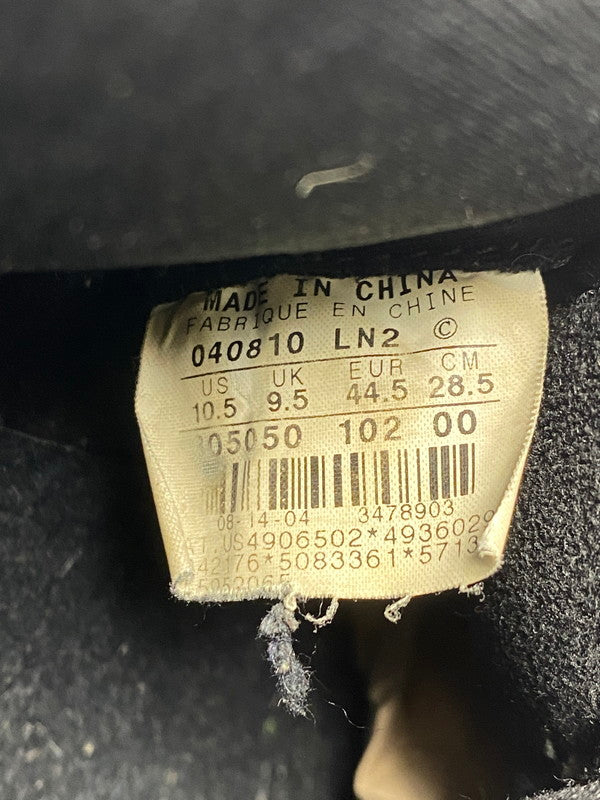 MADE IN CHINA
FABRIQUE EN CHINE
040810 LN2 ©
US UK EUR CM
10.5 9.5 44.5 28.5
05050 102 00
08-14-04 3478903
US4906502*4936029
42176*5083361*5713
5052065